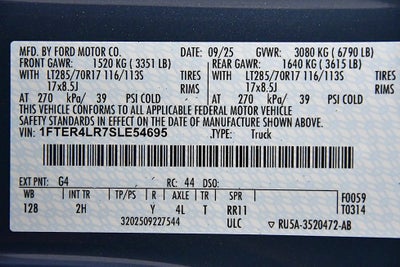 MFD. BY FORD MOTOR CO. 09/25 GVWR: 3080 KG (6790 LB)
FRONT GAWR: 1520 KG (3351 LB) REAR GAWR: 1640 KG (3615 LB)
WITH LT285/70R17 116/113S TIRES WITH LT285/70R17 116/113S TIRES
17x8.5J RIMS 17x8.5J RIMS
AT 270 kPa/ 39 PSI COLD AT 270 kPa/ 39 PSI COLD
THIS VEHICLE CONFORMS TO ALL APPLICABLE FEDERAL MOTOR VEHICLE
SAFETY STANDARDS IN EFFECT ON THE DATE OF MANUFACTURE SHOWN ABOVE.
VIN: 1FTER4LR7SLE54695 TYPE: Truck
EXT PNT: G4 RC: 44 DSO:
WB INT TR TP/PS R AXLE TR SPR F0059
128 2H Y 4L T RR11 T0314
3202509227544 ULC RU5A-3520472-AB